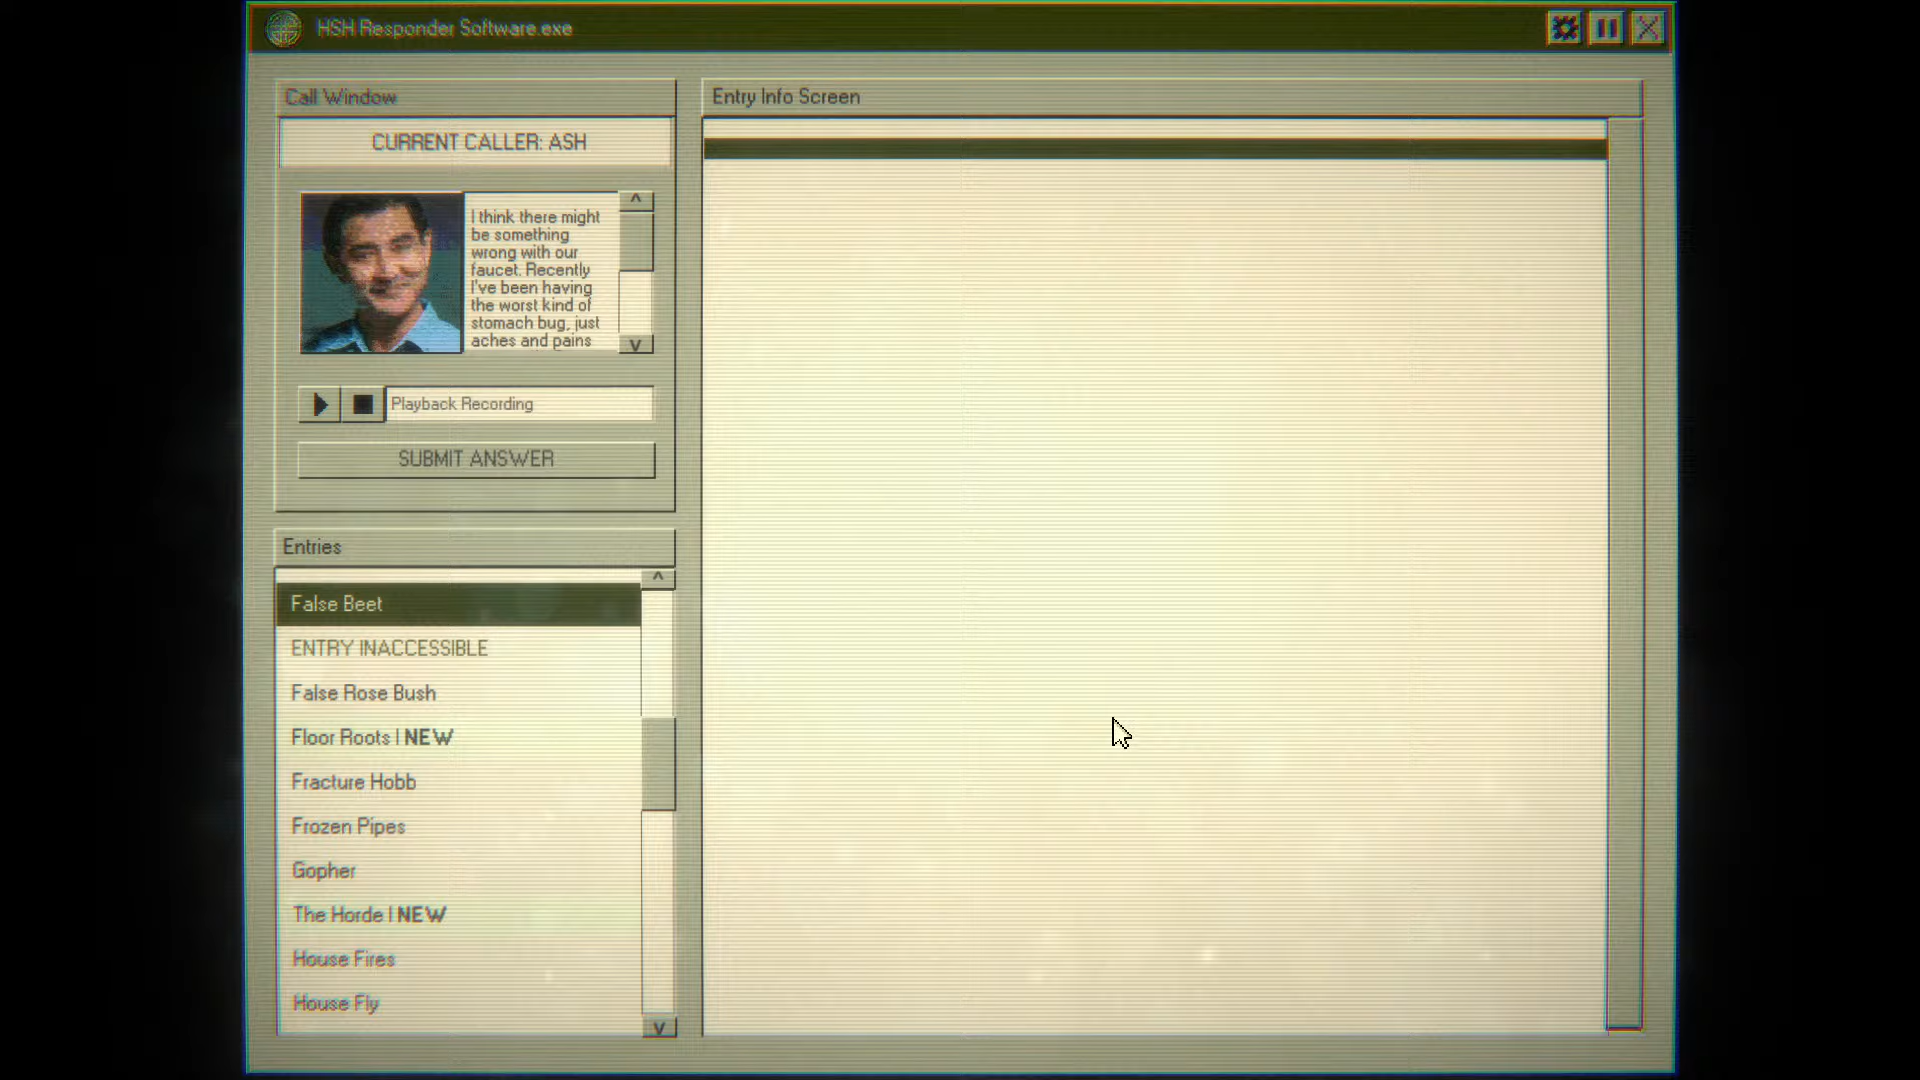 HSH Responder Software.exe
Call Window
CURRENT CALLER: ASH
I think there might
be something
wrong with our
faucet. Recently
I've been having
the worst kind of
stomach bug, just
aches and pains
Playback Recording
SUBMIT ANSWER
Entries
False Beet
ENTRY INACCESSIBLE
False Rose Bush
Floor Roots | NEW
Fracture Hobb
Frozen Pipes
Gopher
The Horde | NEW
House Fires
House Fly
Entry Info Screen